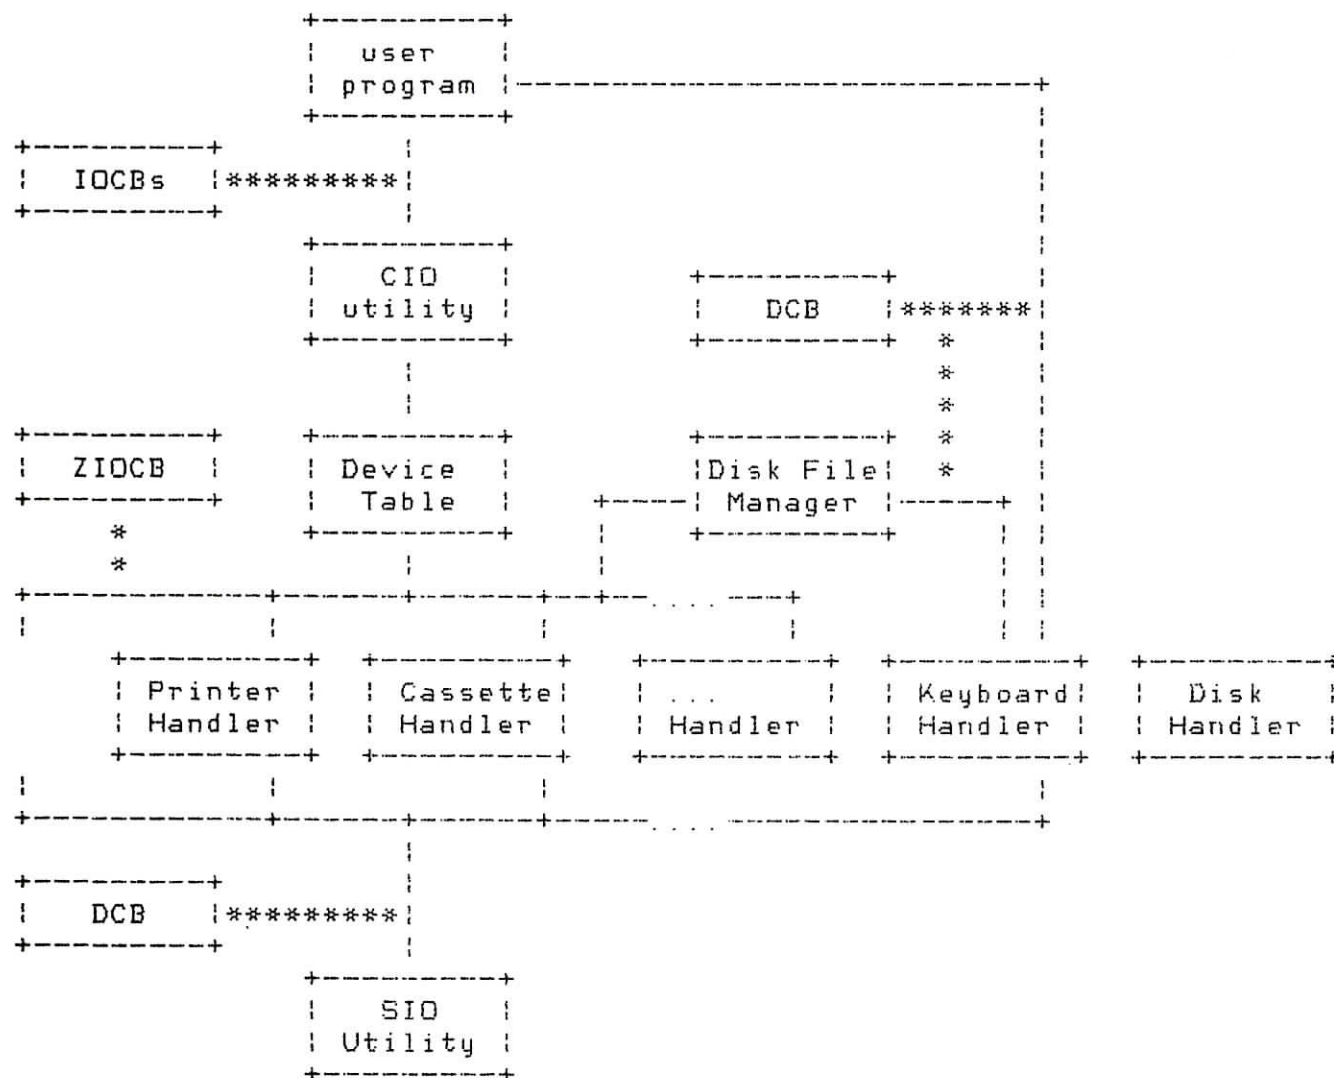 user
program
IOCBs
CIO
utility
DCB
ZIOCB
Device
Table
Disk File
Manager
....
Printer
Handler
Cassette
Handler
...
Handler
Keyboard
Handler
Disk
Handler
....
DCB
SIO
Utility